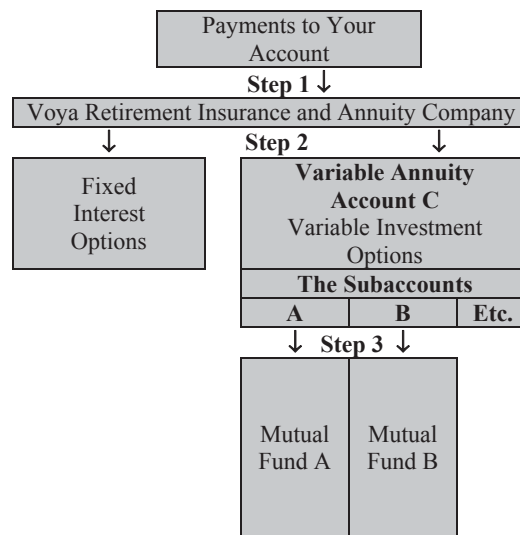 Payments to Your
Account
Step 1 ↓
Voya Retirement Insurance and Annuity Company
↓ Step 2 ↓
Fixed
Interest
Options
Variable Annuity
Account C
Variable Investment
Options
The Subaccounts
A B Etc.
↓ Step 3 ↓
Mutual
Fund A
Mutual
Fund B